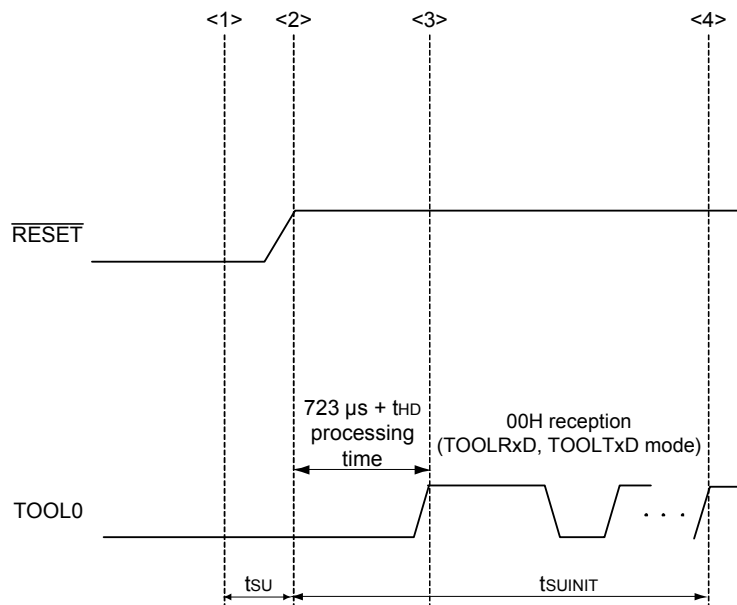 <1> <2> <3> <4>
RESET
723 µs + tHD
processing
time
00H reception
(TOOLRxD, TOOLTxD mode)
TOOL0
. . .
tSU tSUINIT